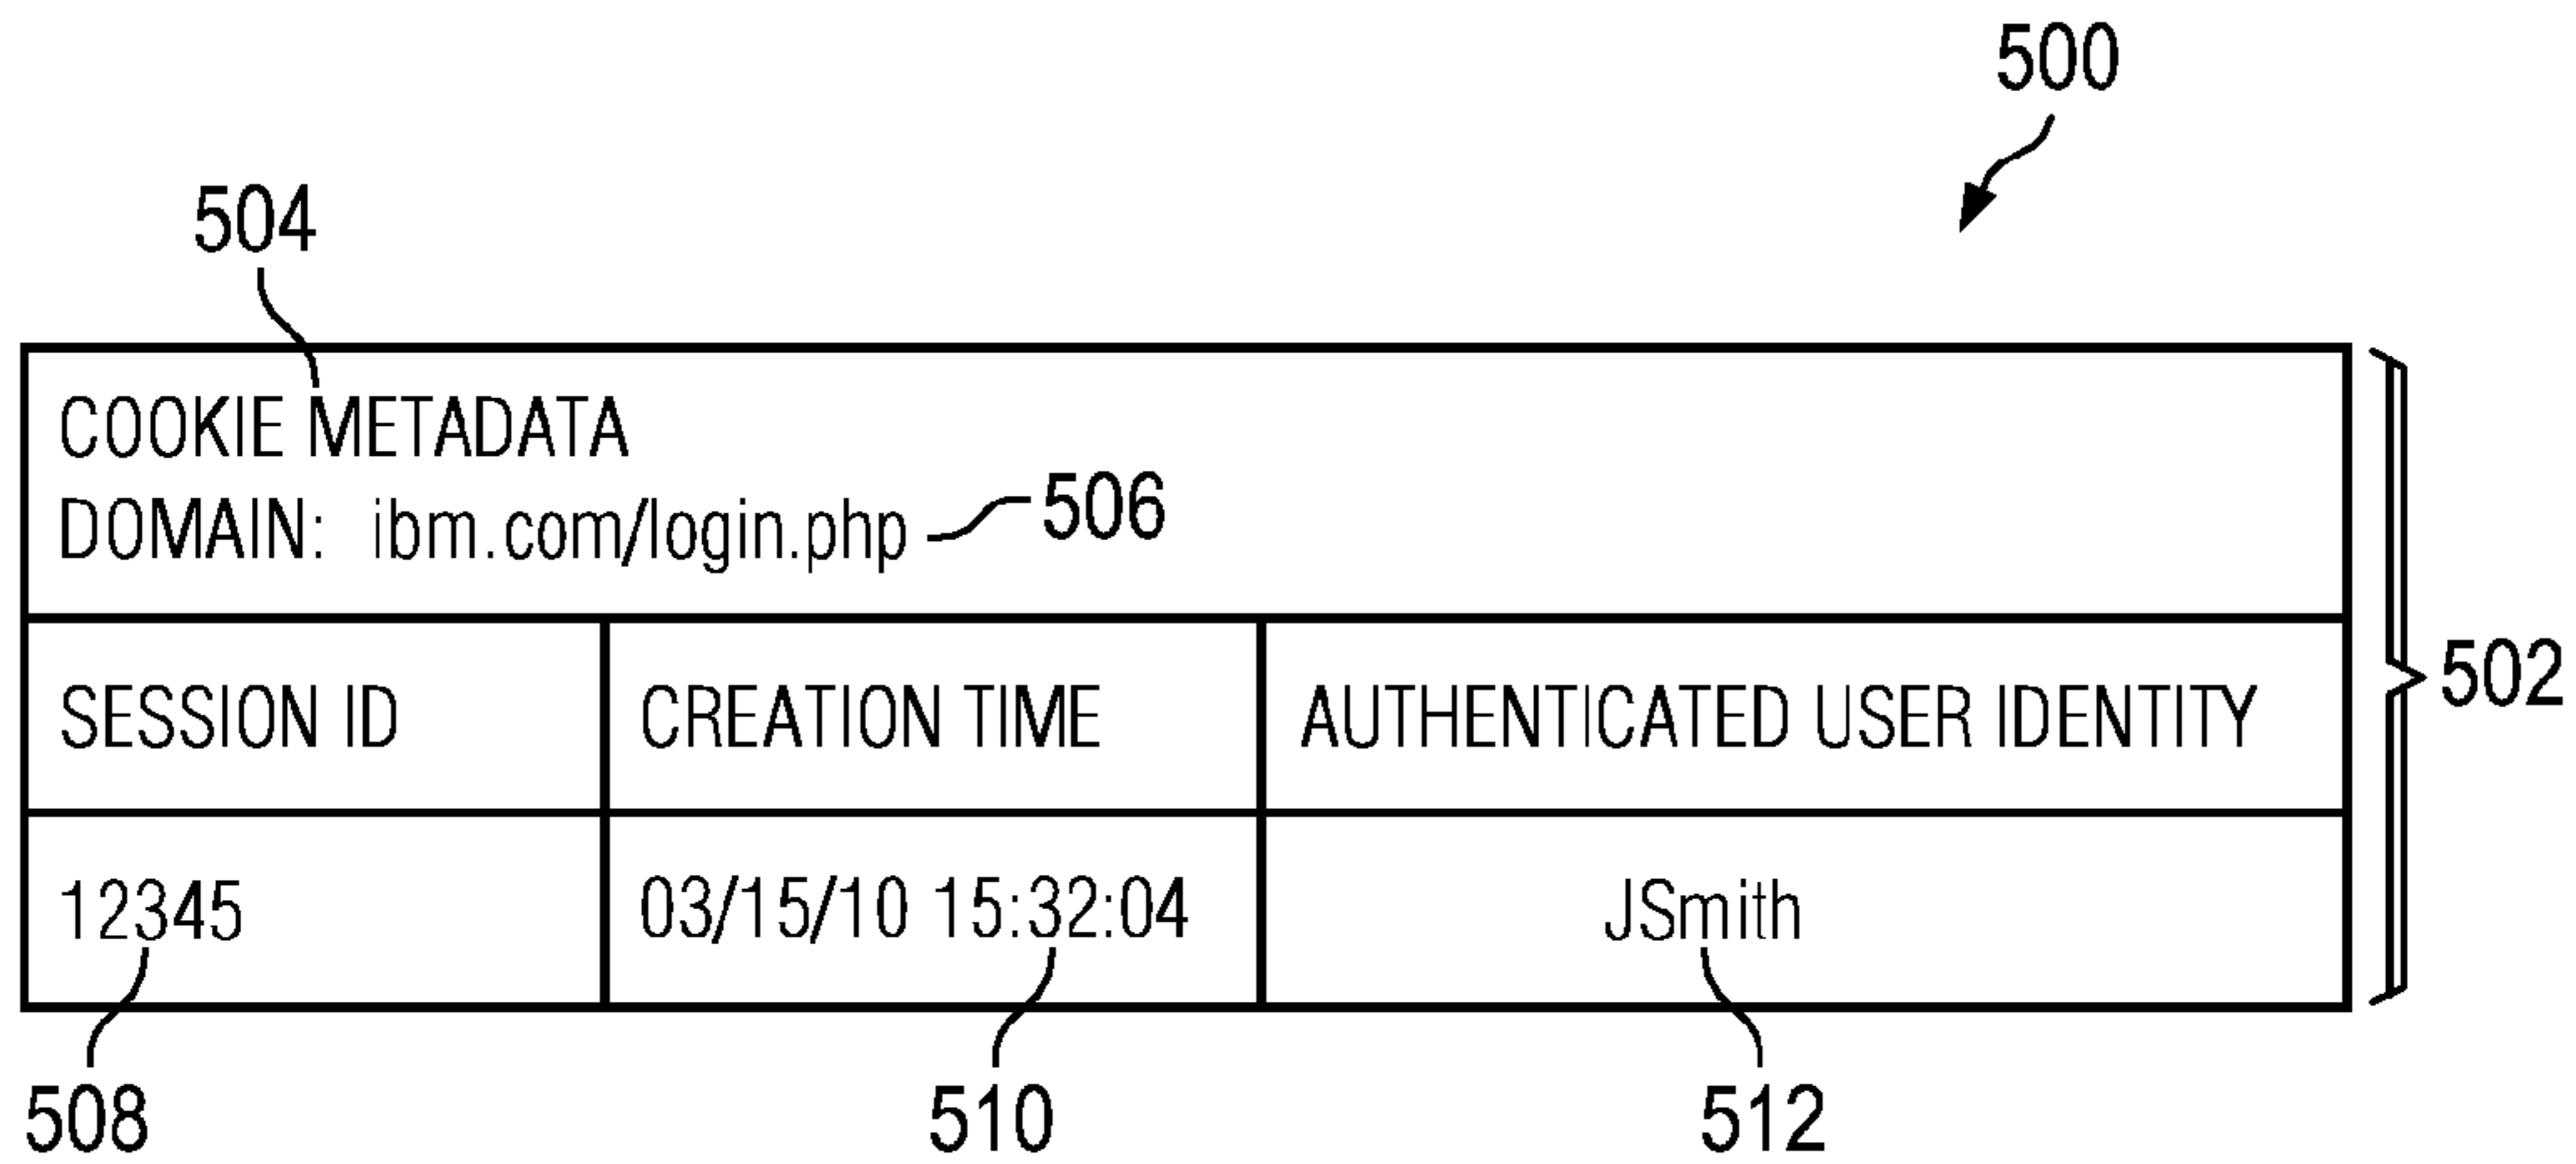 500
504
COOKIE METADATA
DOMAIN: ibm.com/login.php 506
SESSION ID CREATION TIME AUTHENTICATED USER IDENTITY
502
12345 03/15/10 15:32:04 JSmith
508 510 512